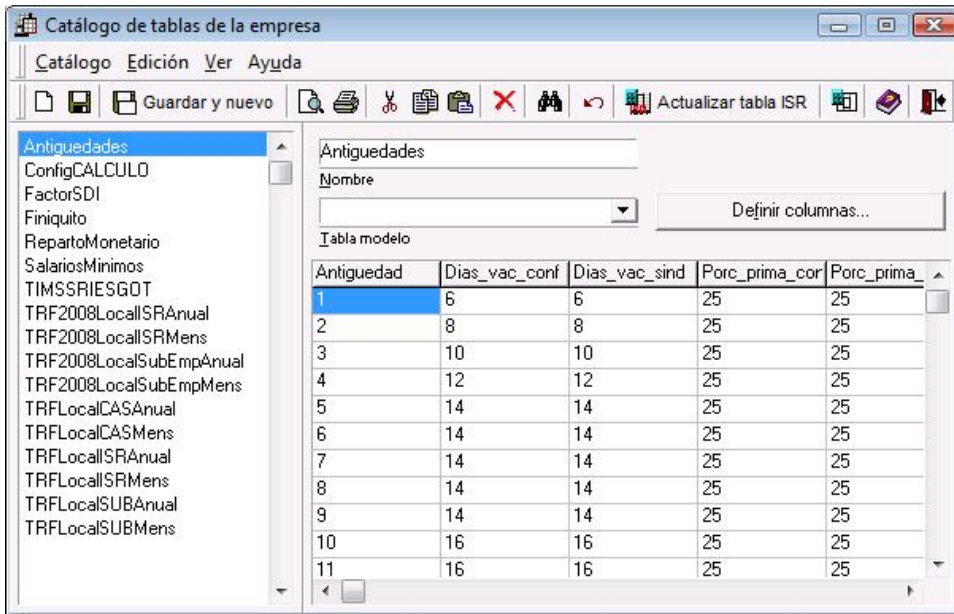 Catálogo de tablas de la empresa
Catálogo Edición Ver Ayuda
Guardar y nuevo Actualizar tabla ISR
Antiguedades
ConfigCALCULO
FactorSDI
Finiquito
RepartoMonetario
SalariosMinimos
TIMSSRIESGOT
TRF2008LocalISRAnual
TRF2008LocalISRMens
TRF2008LocalSubEmpAnual
TRF2008LocalSubEmpMens
TRFLocalCASAnual
TRFLocalCASMens
TRFLocalISRAnual
TRFLocalISRMens
TRFLocalSUBAnual
TRFLocalSUBMens
Antiguedades
Nombre
Definir columnas...
Tabla modelo
Antiguedad Dias_vac_conf Dias_vac_sind Porc_prima_cor Porc_prima_
1 6 6 25 25
2 8 8 25 25
3 10 10 25 25
4 12 12 25 25
5 14 14 25 25
6 14 14 25 25
7 14 14 25 25
8 14 14 25 25
9 14 14 25 25
10 16 16 25 25
11 16 16 25 25